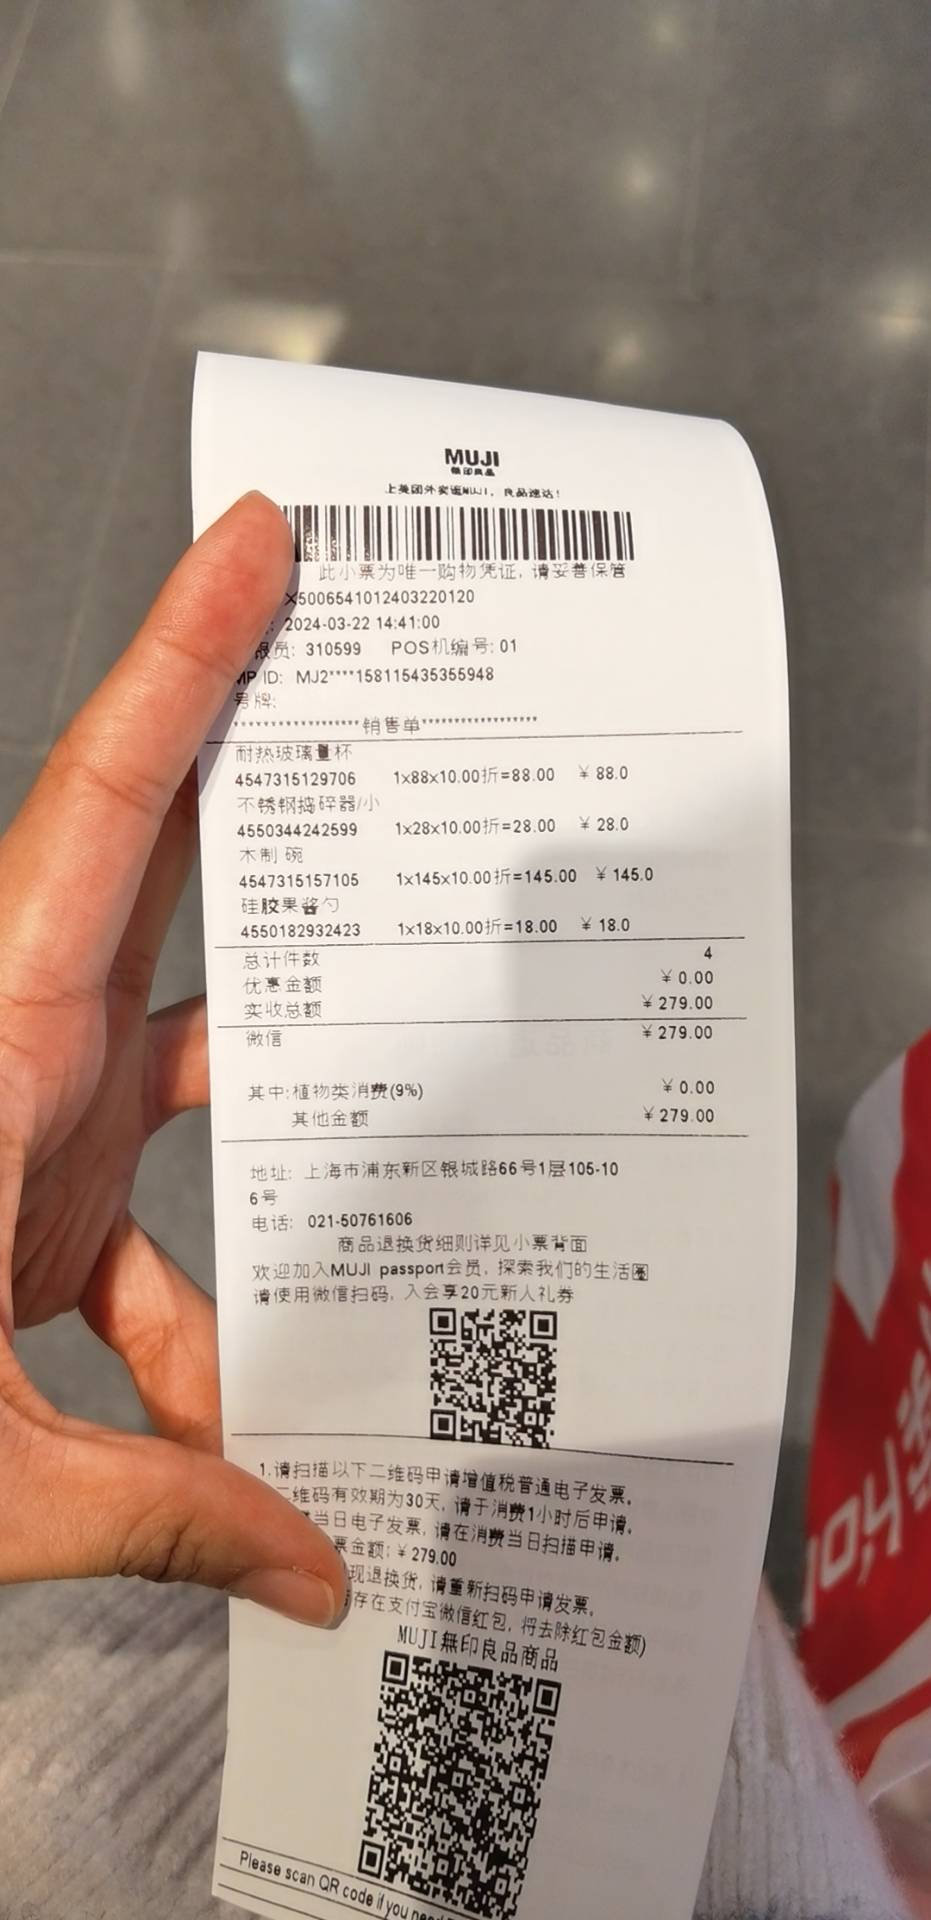 MUJI
無印良品
上美团外卖逛MUJI，良品速达！
此小票为唯一购物凭证，请妥善保管
X5006541012403220120
: 2024-03-22 14:41:00
银员: 310599 POS机编号: 01
MP ID: MJ2****158115435355948
号牌:
******************销售单*****************
耐热玻璃量杯
4547315129706 1x88x10.00折=88.00 ￥88.0
不锈钢捣碎器/小
4550344242599 1x28x10.00折=28.00 ￥28.0
木制碗
4547315157105 1x145x10.00折=145.00 ￥145.0
硅胶果酱勺
4550182932423 1x18x10.00折=18.00 ￥18.0
总计件数 4
优惠金额 ￥0.00
实收总额 ￥279.00
微信 ￥279.00
其中:植物类消费(9%) ￥0.00
其他金额 ￥279.00
地址: 上海市浦东新区银城路66号1层105-10
6号
电话: 021-50761606
商品退换货细则详见小票背面
欢迎加入MUJI passport会员, 探索我们的生活圈
请使用微信扫码, 入会享20元新人礼券
1.请扫描以下二维码申请增值税普通电子发票。
二维码有效期为30天, 请于消费1小时后申请。
当日电子发票, 请在消费当日扫描申请。
票金额: ￥279.00
现退换货, 请重新扫码申请发票。
存在支付宝微信红包, 将去除红包金额)
MUJI無印良品商品
Please scan QR code if you need